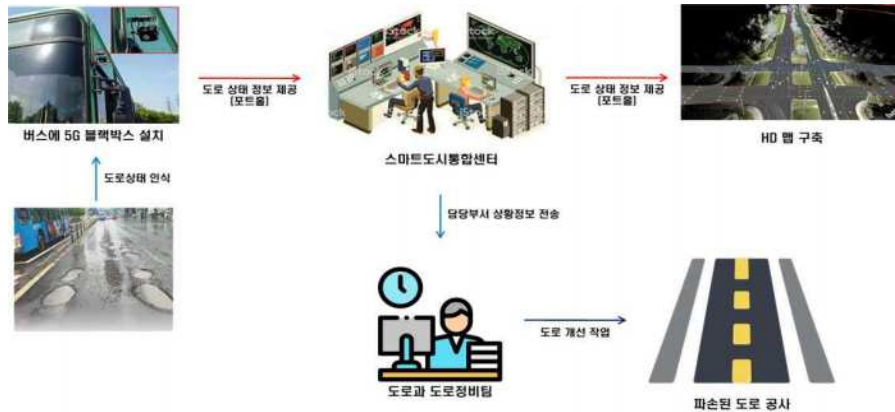 도로 상태 정보 제공
(포트홀)
도로 상태 정보 제공
(포트홀)
버스에 5G 블랙박스 설치
스마트도시통합센터
HD 맵 구축
도로상태 인식
담당부서 상황정보 전송
도로 개선 작업
도로과 도로정비팀
파손된 도로 공사